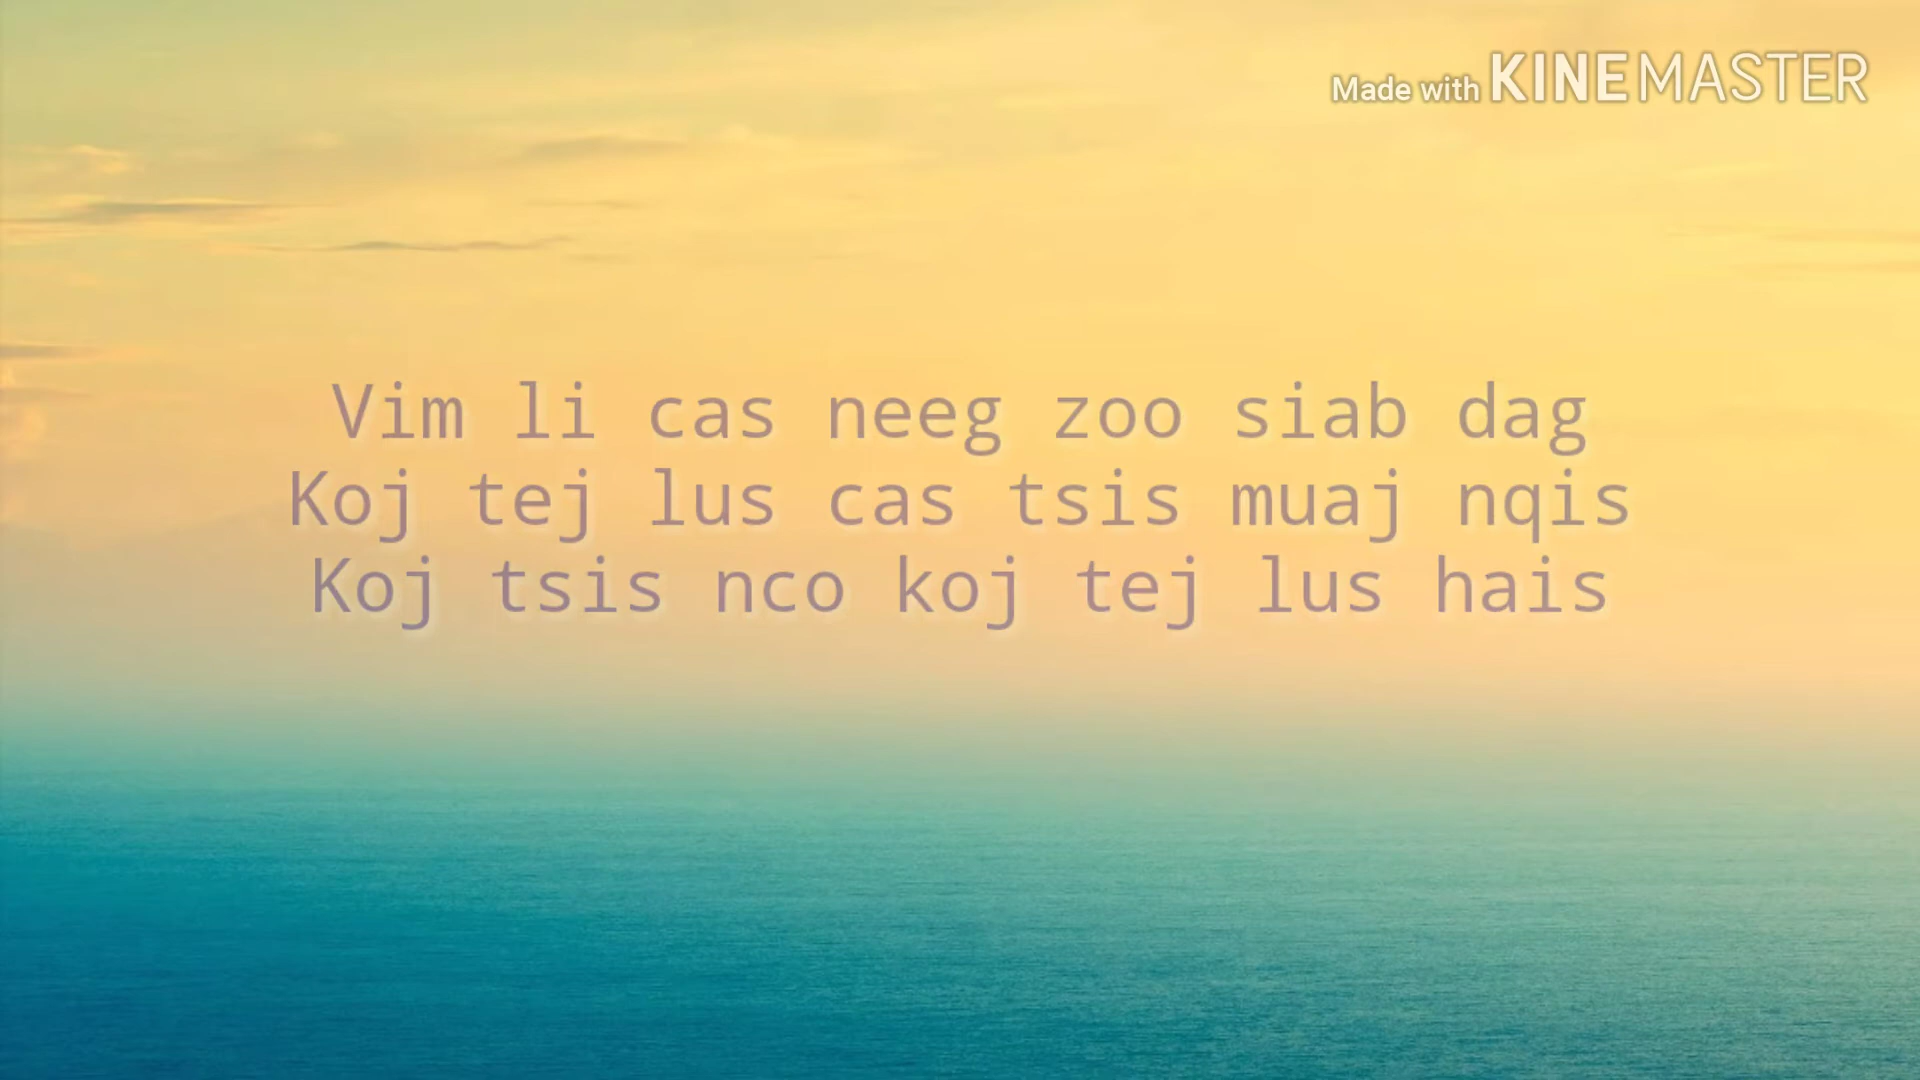 Made with KINEMASTER
Vim li cas neeg zoo siab dag
Koj tej lus cas tsis muaj nqis
Koj tsis nco koj tej lus hais